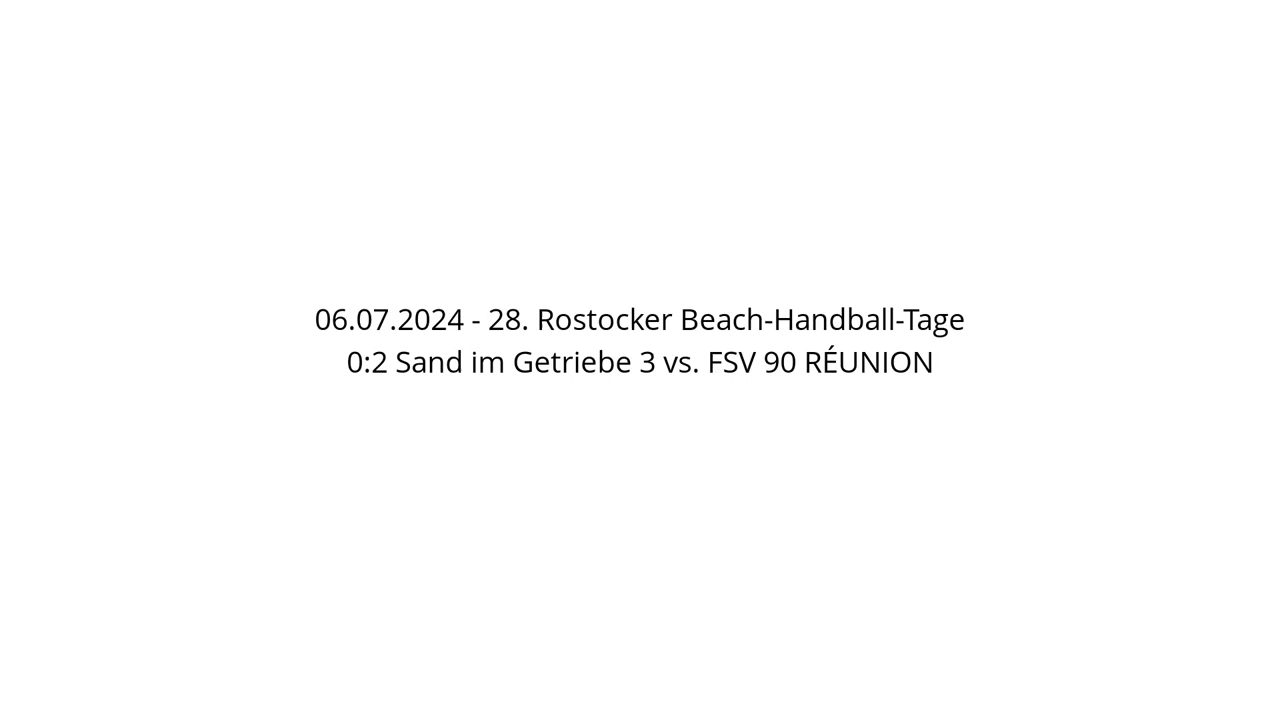 06.07.2024 - 28. Rostocker Beach-Handball-Tage
0:2 Sand im Getriebe 3 vs. FSV 90 RÉUNION